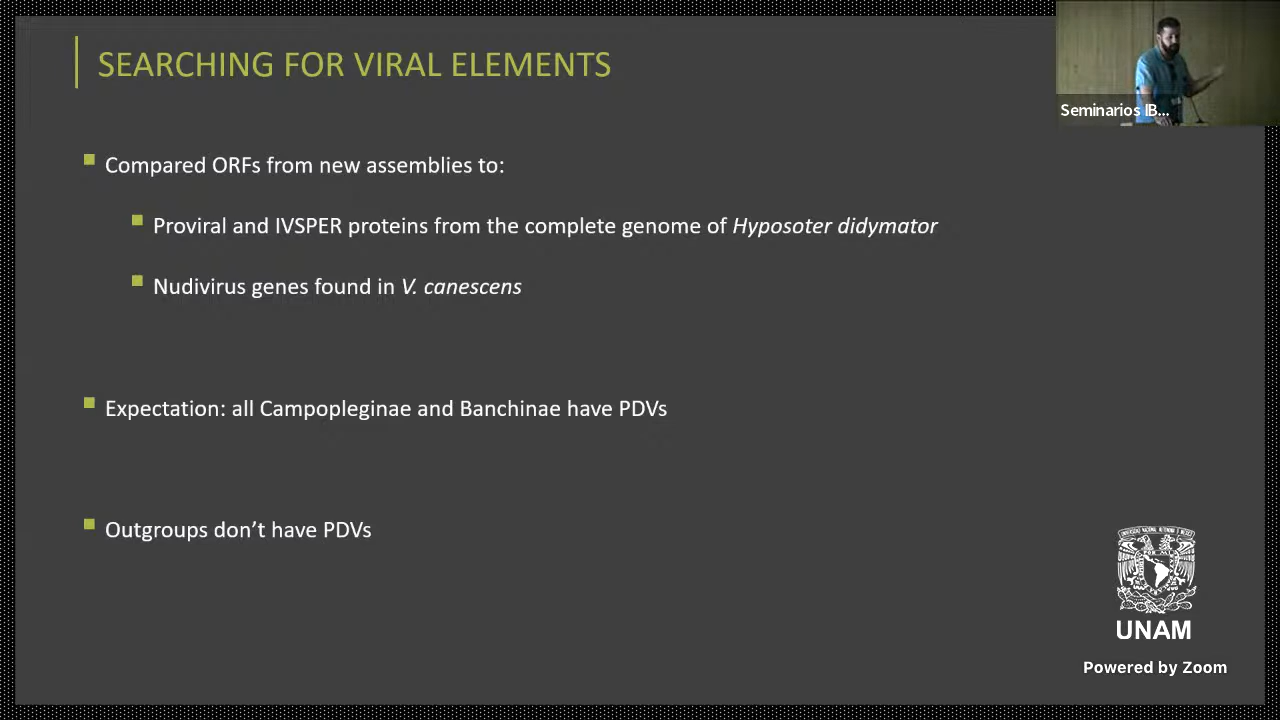 SEARCHING FOR VIRAL ELEMENTS
Seminarios IB...
Compared ORFs from new assemblies to:
Proviral and IVSPER proteins from the complete genome of Hyposoter didymator
Nudivirus genes found in V. canescens
Expectation: all Campopleginae and Banchinae have PDVs
Outgroups don't have PDVs
UNAM
Powered by Zoom